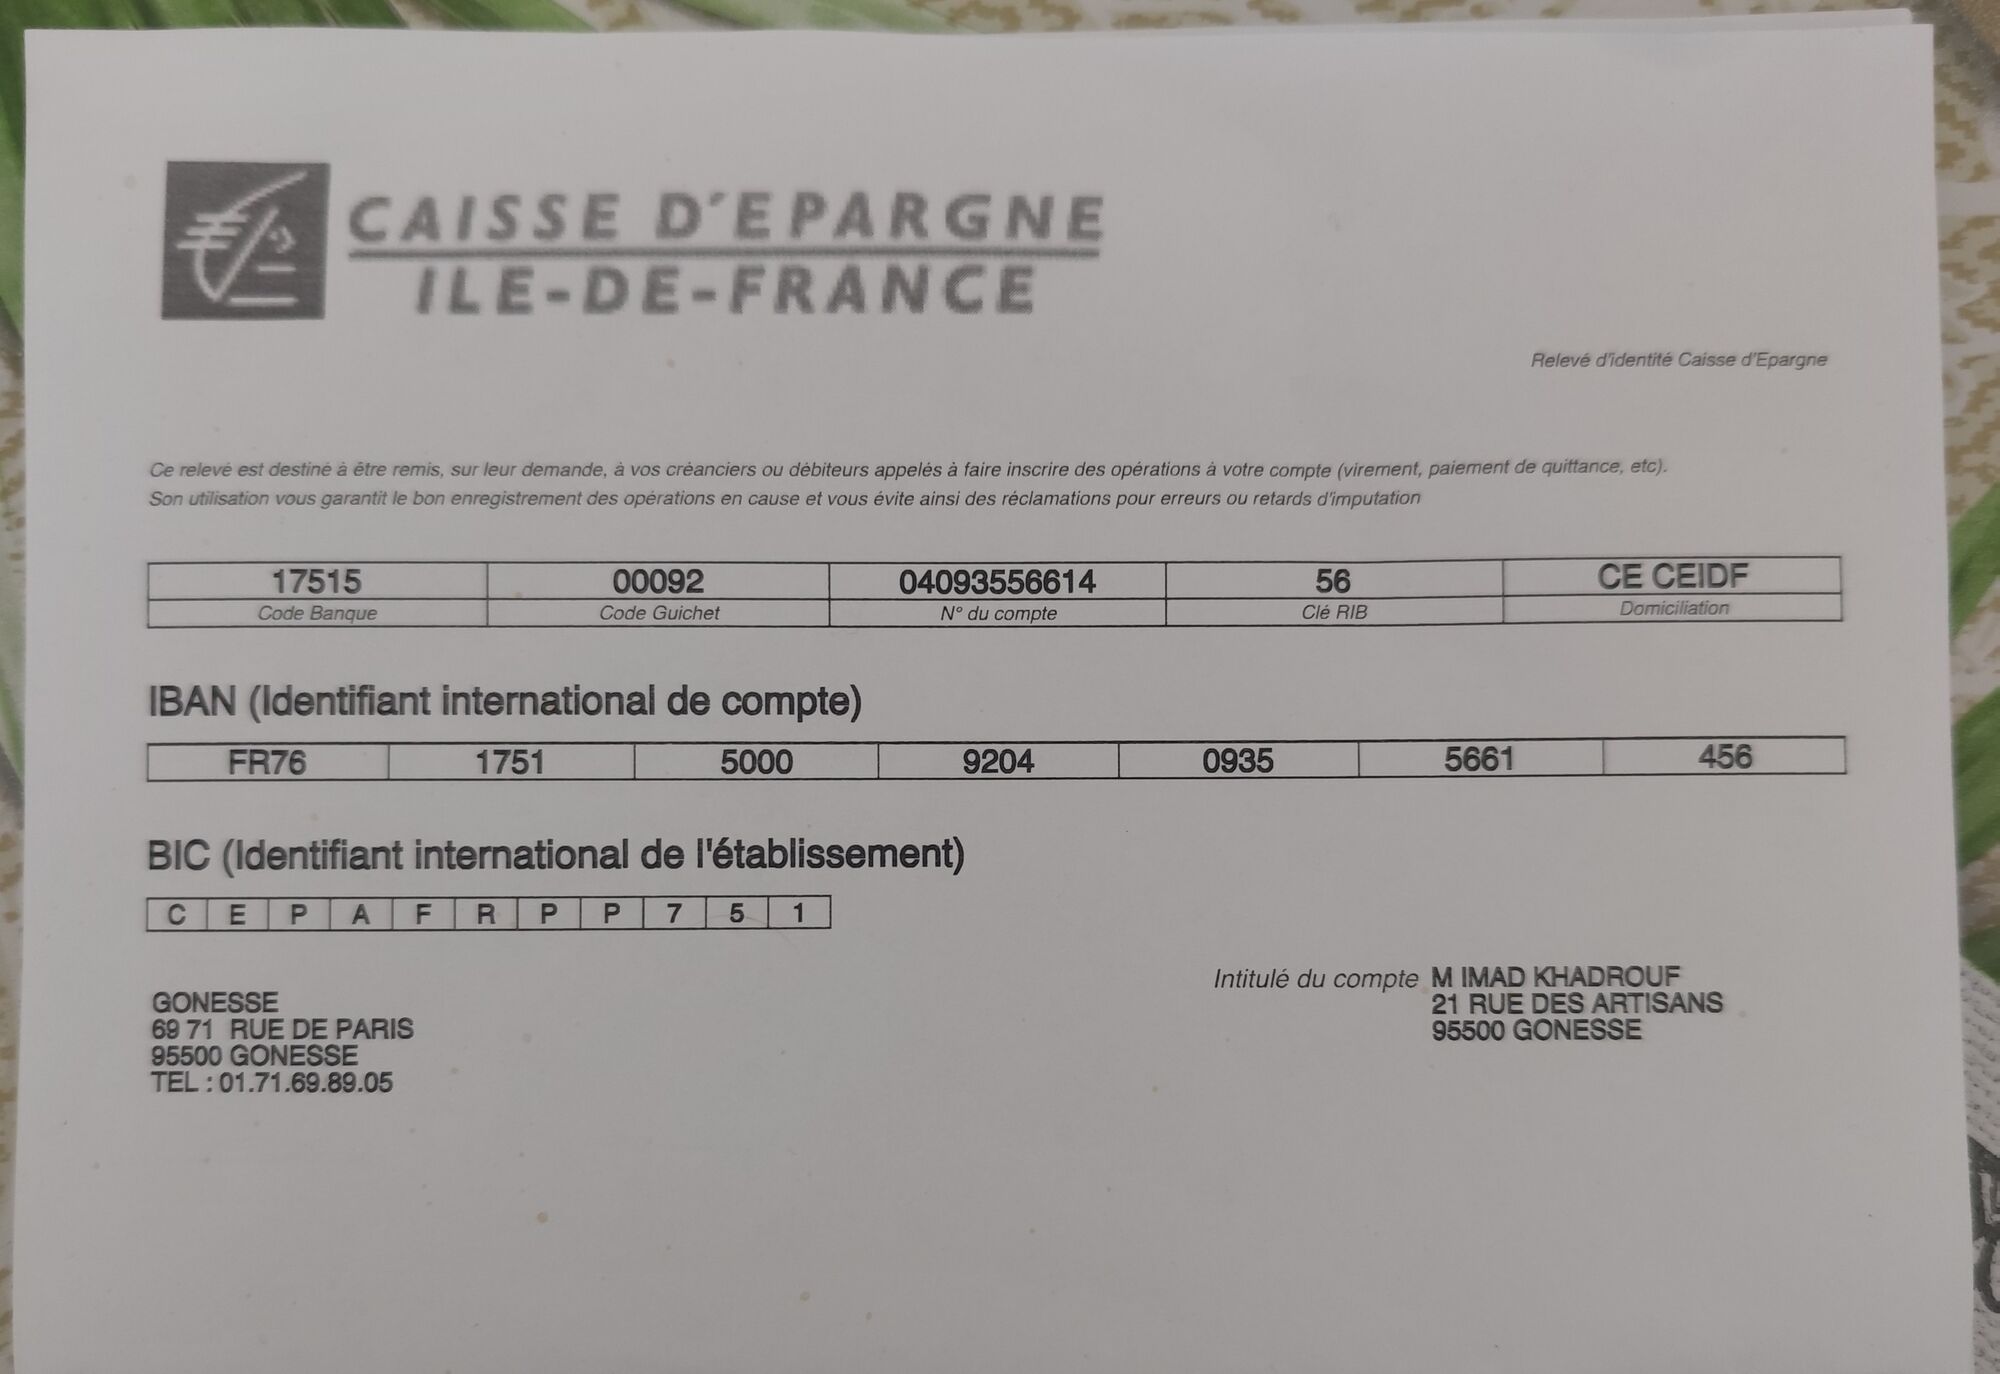 CAISSE D'EPARGNE
ILE-DE-FRANCE
Relevé d'identité Caisse d'Epargne
Ce relevé est destiné à être remis, sur leur demande, à vos créanciers ou débiteurs appelés à faire inscrire des opérations à votre compte (virement, paiement de quittance, etc).
Son utilisation vous garantit le bon enregistrement des opérations en cause et vous évite ainsi des réclamations pour erreurs ou retards d'imputation
17515 00092 04093556614 56 CE CEIDF
Code Banque Code Guichet N° du compte Clé RIB Domiciliation
IBAN (Identifiant international de compte)
FR76 1751 5000 9204 0935 5661 456
BIC (Identifiant international de l'établissement)
C E P A F R P P 7 5 1
Intitulé du compte M IMAD KHADROUF
21 RUE DES ARTISANS
95500 GONESSE
GONESSE
69 71 RUE DE PARIS
95500 GONESSE
TEL : 01.71.69.89.05